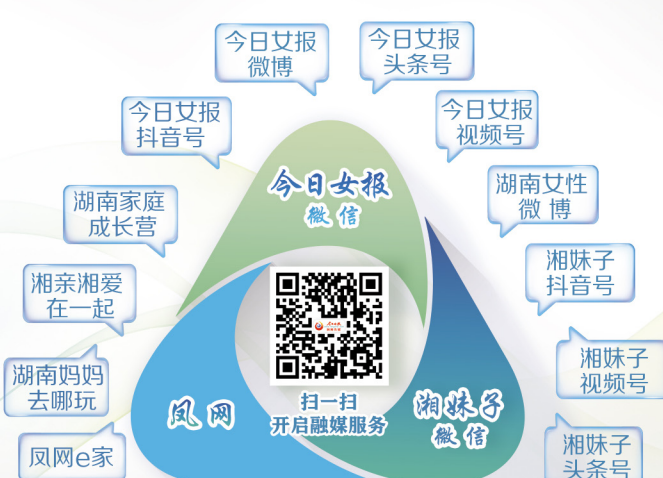 今日女报
微博
今日女报
头条号
今日女报
抖音号
今日女报
视频号
湖南家庭
成长营
今日女报
微信
湖南女性
微 博
湘亲湘爱
在一起
湘妹子
抖音号
湖南妈妈
去哪玩
湘妹子
视频号
凤网
扫一扫
开启融媒服务
湘妹子
微信
凤网e家
湘妹子
头条号